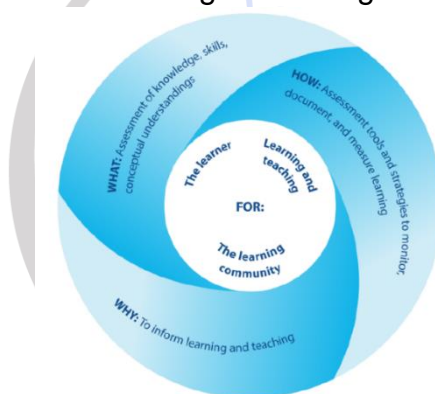 WHAT: Assessment of knowledge, skills,
conceptual understandings
HOW: Assessment tools and strategies to monitor,
document, and measure learning
The learner
Learning and
teaching
FOR:
The learning
community
WHY: To inform learning and teaching